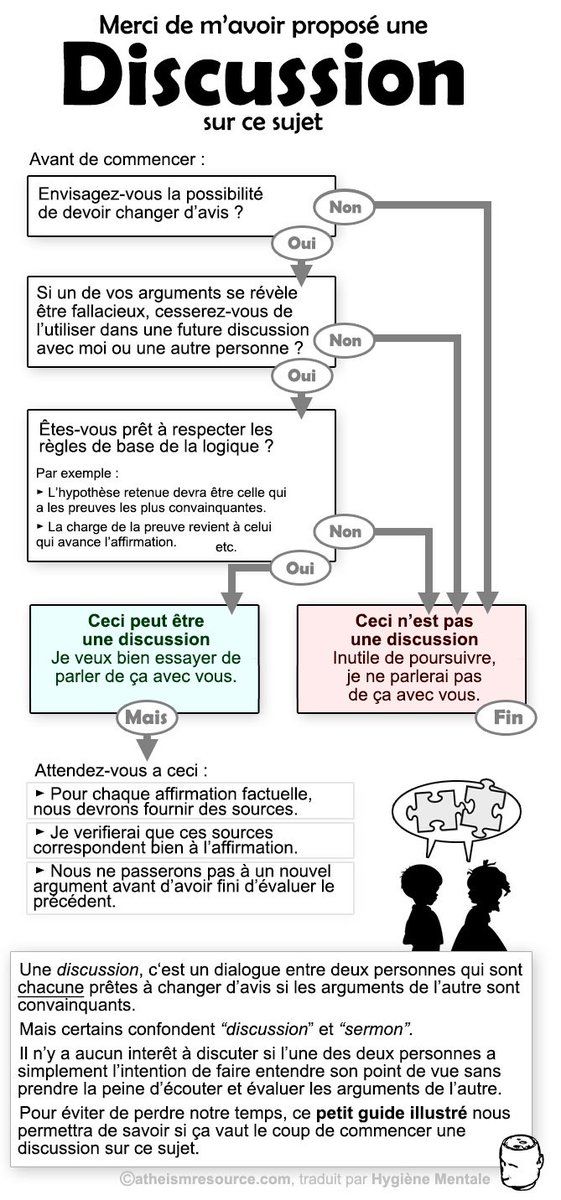 Merci de m'avoir proposé une
Discussion
sur ce sujet
Avant de commencer :
Envisagez-vous la possibilité
de devoir changer d'avis ?
Non
Oui
Si un de vos arguments se révèle
être fallacieux, cesserez-vous de
l'utiliser dans une future discussion
avec moi ou une autre personne ?
Non
Oui
Êtes-vous prêt à respecter les
règles de base de la logique ?
Par exemple :
► L'hypothèse retenue devra être celle qui
a les preuves les plus convainquantes.
► La charge de la preuve revient à celui
qui avance l'affirmation.
etc.
Non
Oui
Ceci peut être
une discussion
Je veux bien essayer de
parler de ça avec vous.
Mais
Ceci n'est pas
une discussion
Inutile de poursuivre,
je ne parlerai pas
de ça avec vous.
Fin
Attendez-vous a ceci :
► Pour chaque affirmation factuelle,
nous devrons fournir des sources.
► Je verifierai que ces sources
correspondent bien à l'affirmation.
► Nous ne passerons pas à un nouvel
argument avant d'avoir fini d'évaluer le
précédent.
Une discussion, c'est un dialogue entre deux personnes qui sont
chacune prêtes à changer d'avis si les arguments de l'autre sont
convainquants.
Mais certains confondent "discussion" et "sermon".
Il n'y a aucun interêt à discuter si l'une des deux personnes a
simplement l'intention de faire entendre son point de vue sans
prendre la peine d'écouter et évaluer les arguments de l'autre.
Pour éviter de perdre notre temps, ce petit guide illustré nous
permettra de savoir si ça vaut le coup de commencer une
discussion sur ce sujet.
©atheismresource.com, traduit par Hygiène Mentale